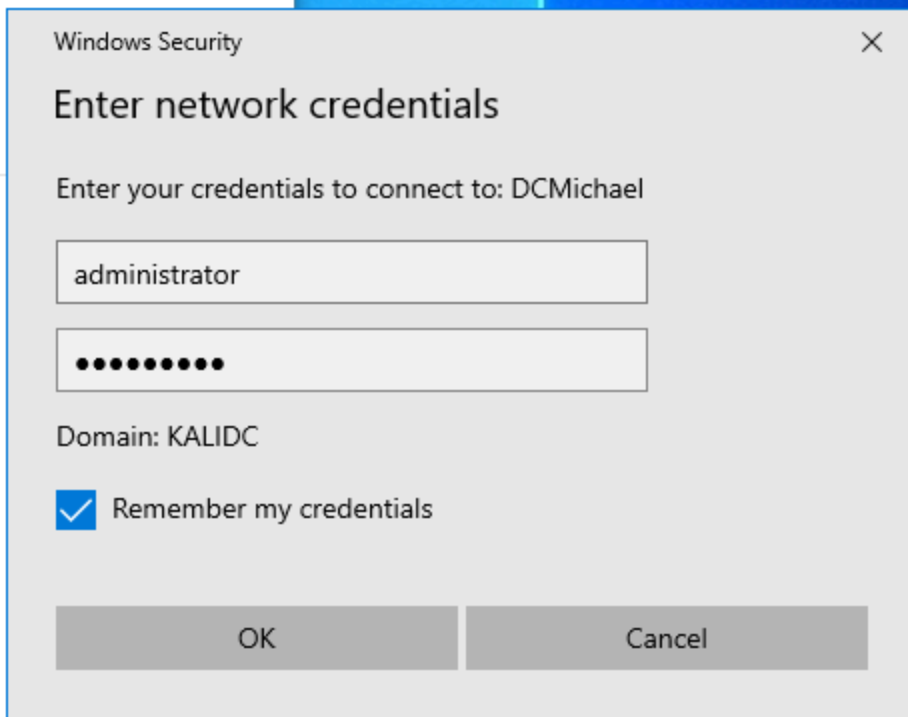 Windows Security
Enter network credentials
Enter your credentials to connect to: DCMichael
administrator
●●●●●●●●●
Domain: KALIDC
Remember my credentials
OK
Cancel